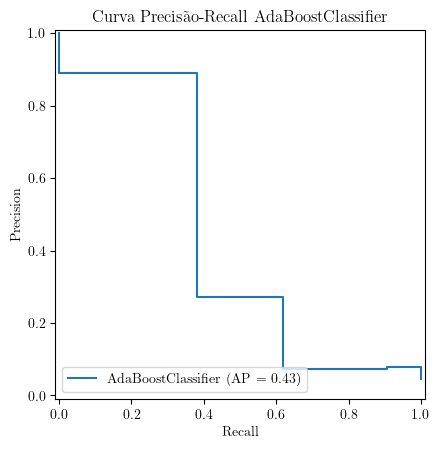 Curva Precisão-Recall AdaBoostClassifier
1.0
0.8
0.6
0.4
0.2
0.0
Precision
AdaBoostClassifier (AP = 0.43)
0.0 0.2 0.4 0.6 0.8 1.0
Recall